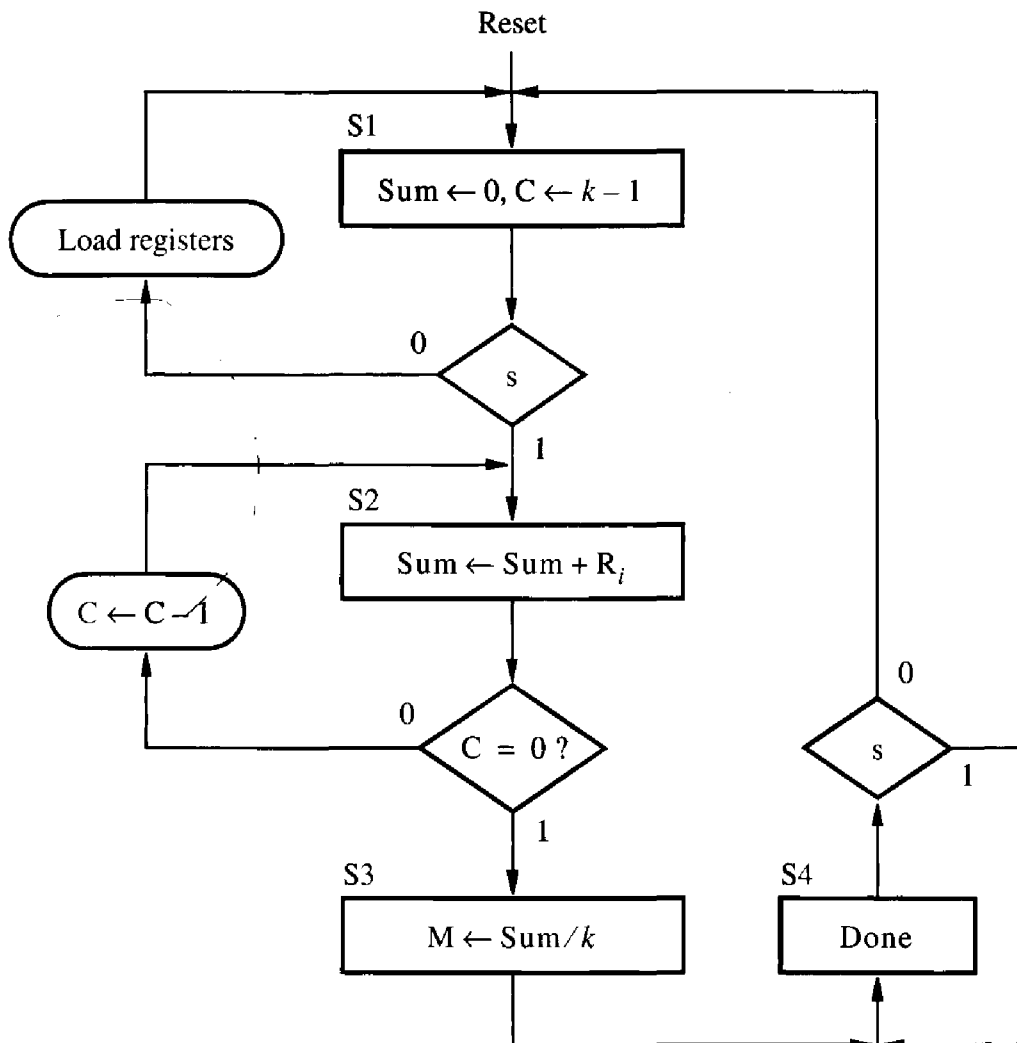 Reset
S1
Sum ← 0, C ← k – 1
Load registers
0
s
1
S2
Sum ← Sum + R_i
C ← C – 1
0
0
C = 0 ?
s
1
1
S3
S4
M ← Sum/k
Done